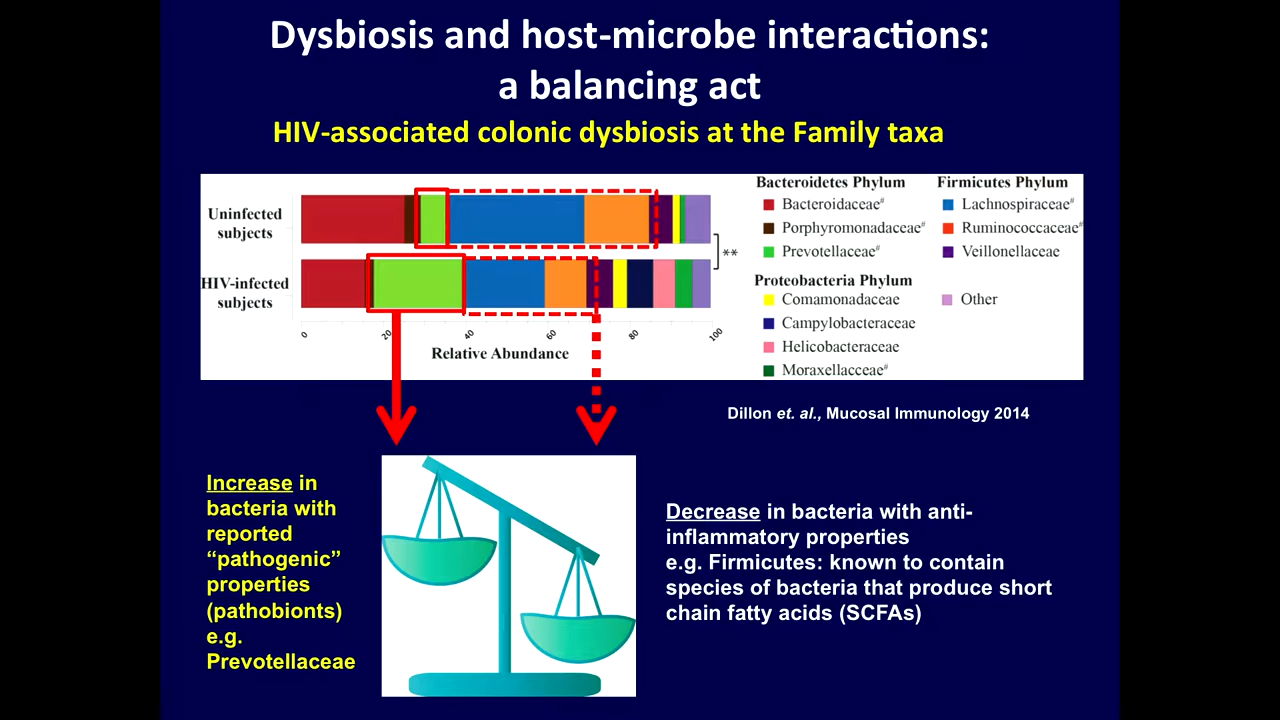 Dysbiosis and host-microbe interactions:
a balancing act
HIV-associated colonic dysbiosis at the Family taxa
Uninfected
subjects
HIV-infected
subjects
**
0
20
40
60
80
100
Relative Abundance
Bacteroidetes Phylum
Bacteroidaceae#
Porphyromonadaceae#
Prevotellaceae#
Proteobacteria Phylum
Comamonadaceae
Campylobacteraceae
Helicobacteraceae
Moraxellacceae#
Firmicutes Phylum
Lachnospiraceae#
Ruminococcaceae#
Veillonellaceae
Other
Dillon et. al., Mucosal Immunology 2014
Increase in
bacteria with
reported
“pathogenic”
properties
(pathobionts)
e.g.
Prevotellaceae
Decrease in bacteria with anti-
inflammatory properties
e.g. Firmicutes: known to contain
species of bacteria that produce short
chain fatty acids (SCFAs)